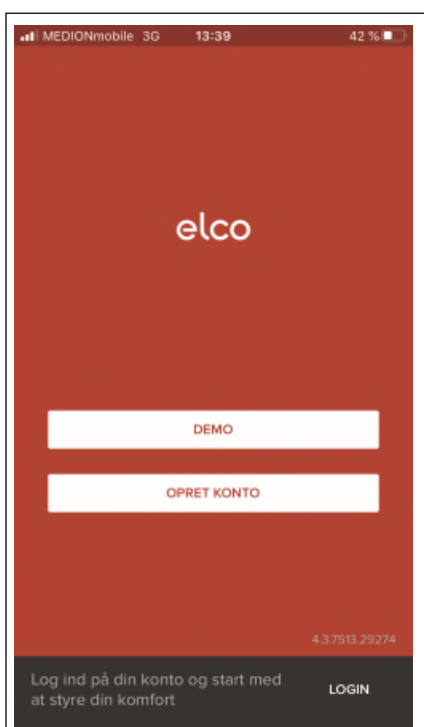 MEDIONmobile 3G 13:39 42 %
elco
DEMO
OPRET KONTO
4.3.7513.29274
Log ind på din konto og start med
at styre din komfort
LOGIN